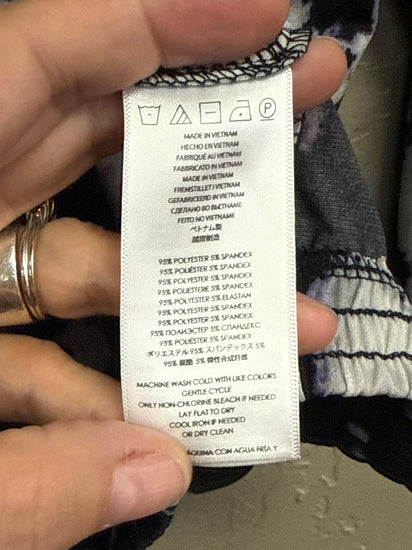 P
MADE IN VIETNAM
HECHO EN VIETNAM
FABRIQUÉ AU VIETNAM
FABBRICATO IN VIETNAM
MADE IN VIETNAM
FREMSTILLET I VIETNAM
GEFABRICEERD IN VIETNAM
СДЕЛАНО ВО ВЬЕТНАМЕ
FEITO NO VIETNAME
ベトナム製
越南制造
95% POLYESTER 5% SPANDEX
95% POLIÉSTER 5% SPANDEX
95% POLYESTER 5% SPANDEX
95% POLIESTERE 5% SPANDEX
95% POLYESTER 5% ELASTAN
95% POLYESTER 5% SPANDEX
95% POLYESTER 5% SPANDEX
95% ПОЛИЭСТЕР 5% СПАНДЕКС
95% POLIÉSTER 5% SPANDEX
ポリエステル 95% スパンデックス 5%
95% 聚酯 5% 弹性合成纤维
MACHINE WASH COLD WITH LIKE COLORS
GENTLE CYCLE
ONLY NON-CHLORINE BLEACH IF NEEDED
LAY FLAT TO DRY
COOL IRON IF NEEDED
OR DRY CLEAN
CON AGUA FRÍA Y